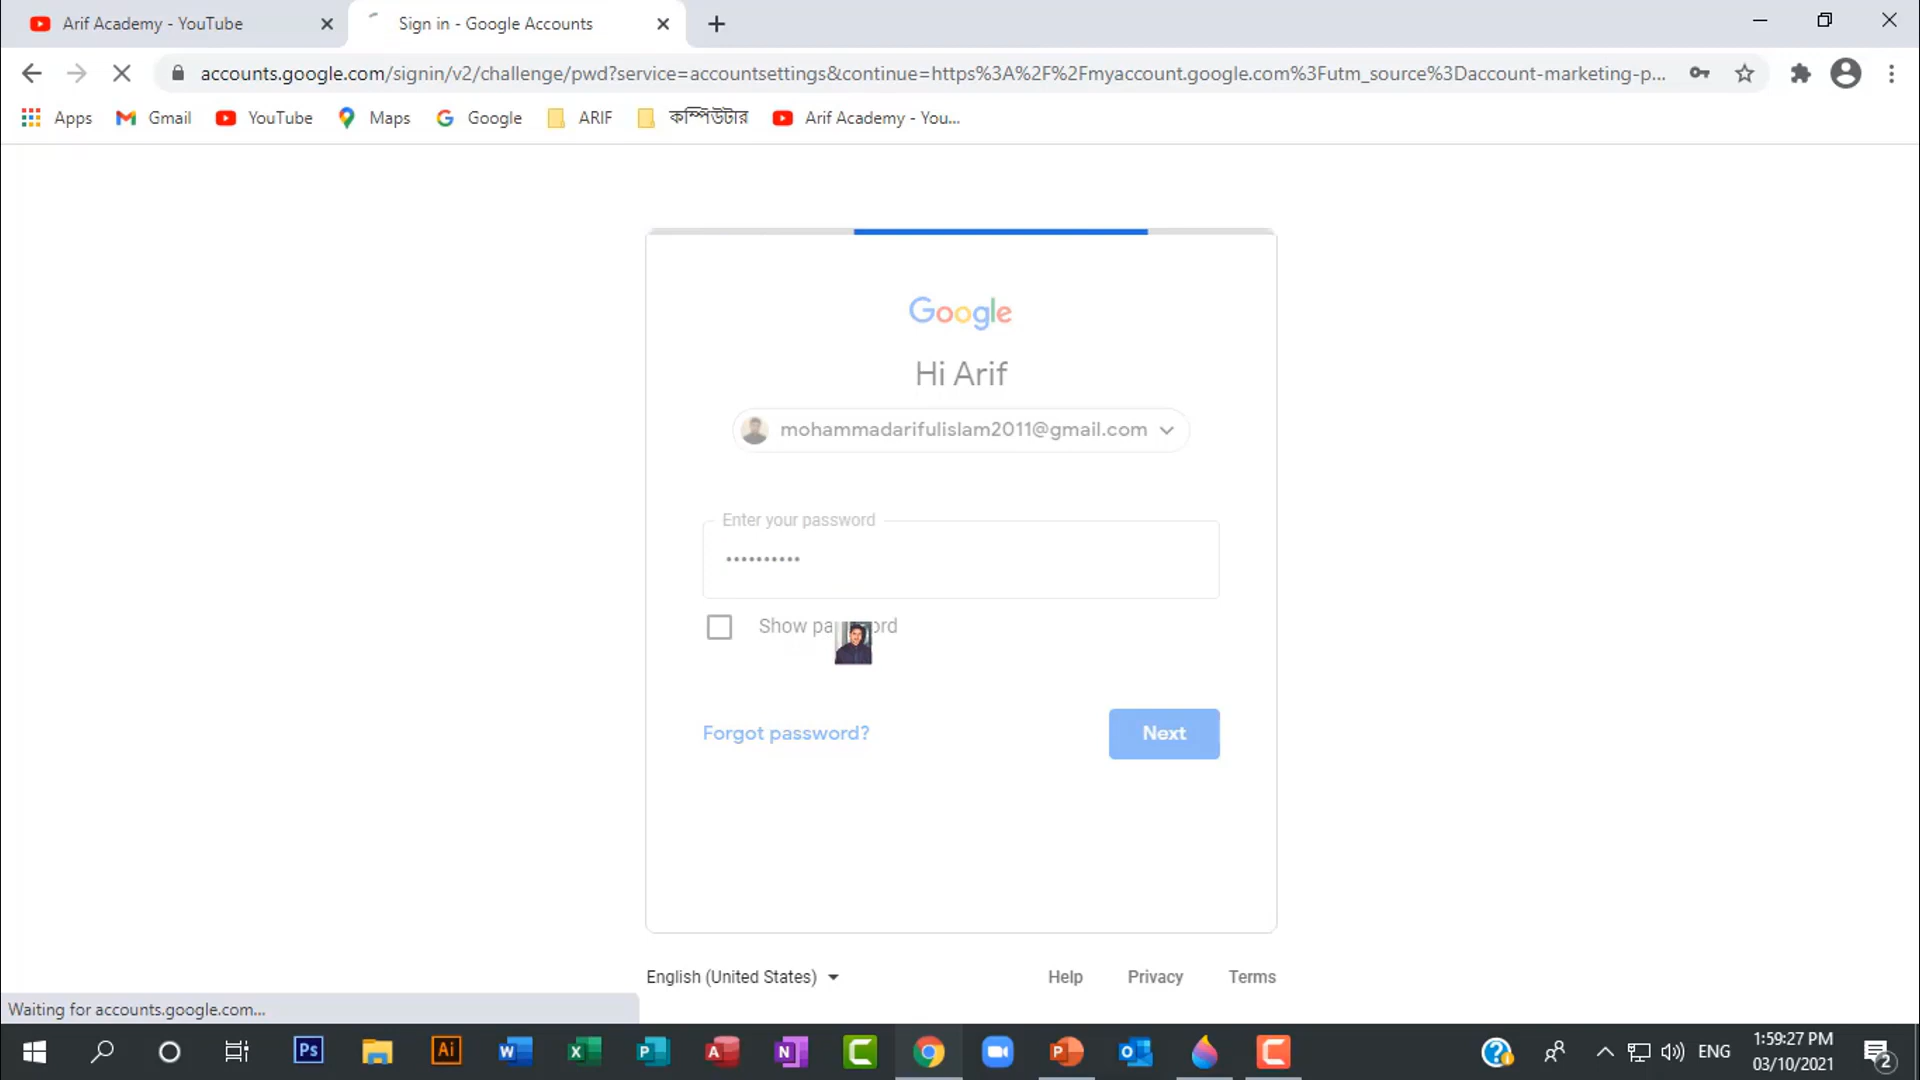 Arif Academy - YouTube
Sign in - Google Accounts
accounts.google.com/signin/v2/challenge/pwd?service=accountsettings&continue=https%3A%2F%2Fmyaccount.google.com%3Futm_source%3Daccount-marketing-p...
Apps
Gmail
YouTube
Maps
Google
ARIF
কম্পিউটার
Arif Academy - You...
Google
Hi Arif
mohammadarifulislam2011@gmail.com
Enter your password
••••••••••
Show pa
rd
Forgot password?
Next
English (United States)
Help
Privacy
Terms
Waiting for accounts.google.com...
Ps
Ai
W
X
P
A
N
C
P
O
C
?
ENG
1:59:27 PM
03/10/2021
2